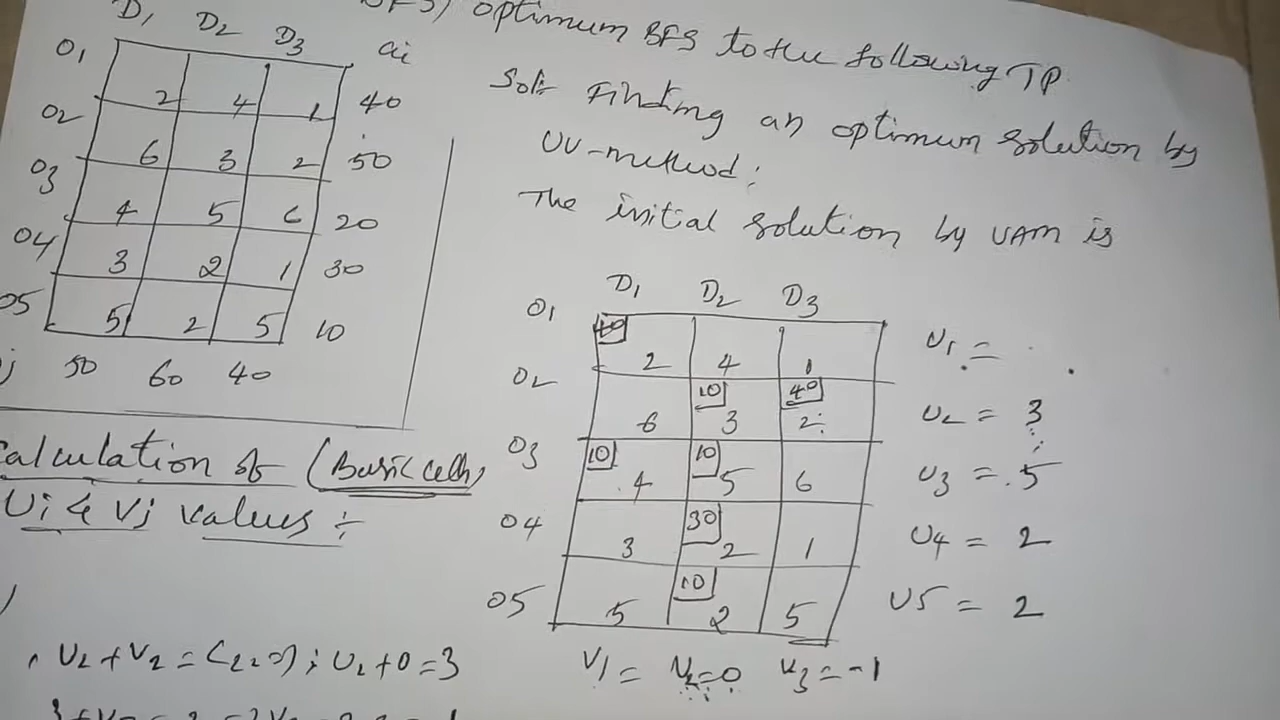 optimum BFS to the following TP
D1 D2 D3 ai
O1 2 4 1 40
O2 6 3 2 50
O3 4 5 6 20
O4 3 2 1 30
O5 5 2 5 10
j 50 60 40
Sol: Finding an optimum solution by
UV-method:
The initial solution by VAM is
D1 D2 D3
O1 40 2 4 1 U1 =
O2 6 10 3 40 2 U2 = 3
O3 10 4 10 5 6 U3 = 5
O4 3 30 2 1 U4 = 2
O5 5 10 2 5 U5 = 2
V1 = V2=0 V3=-1
Calculation of (Basic cells)
Ui & Vj values :-
U2+V2 = C22 ⇒ ; U2+0=3